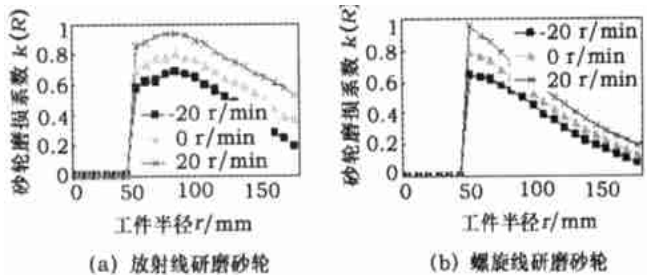 砂轮磨损系数 k(R)
1
0.8
0.6
0.4
0.2
0
0
50
100
150
-20 r/min
0 r/min
20 r/min
工件半径r/mm
(a) 放射线研磨砂轮
砂轮磨损系数 k(R)
1
0.8
0.6
0.4
0.2
0
0
50
100
150
-20 r/min
0 r/min
20 r/min
工件半径r/mm
(b) 螺旋线研磨砂轮